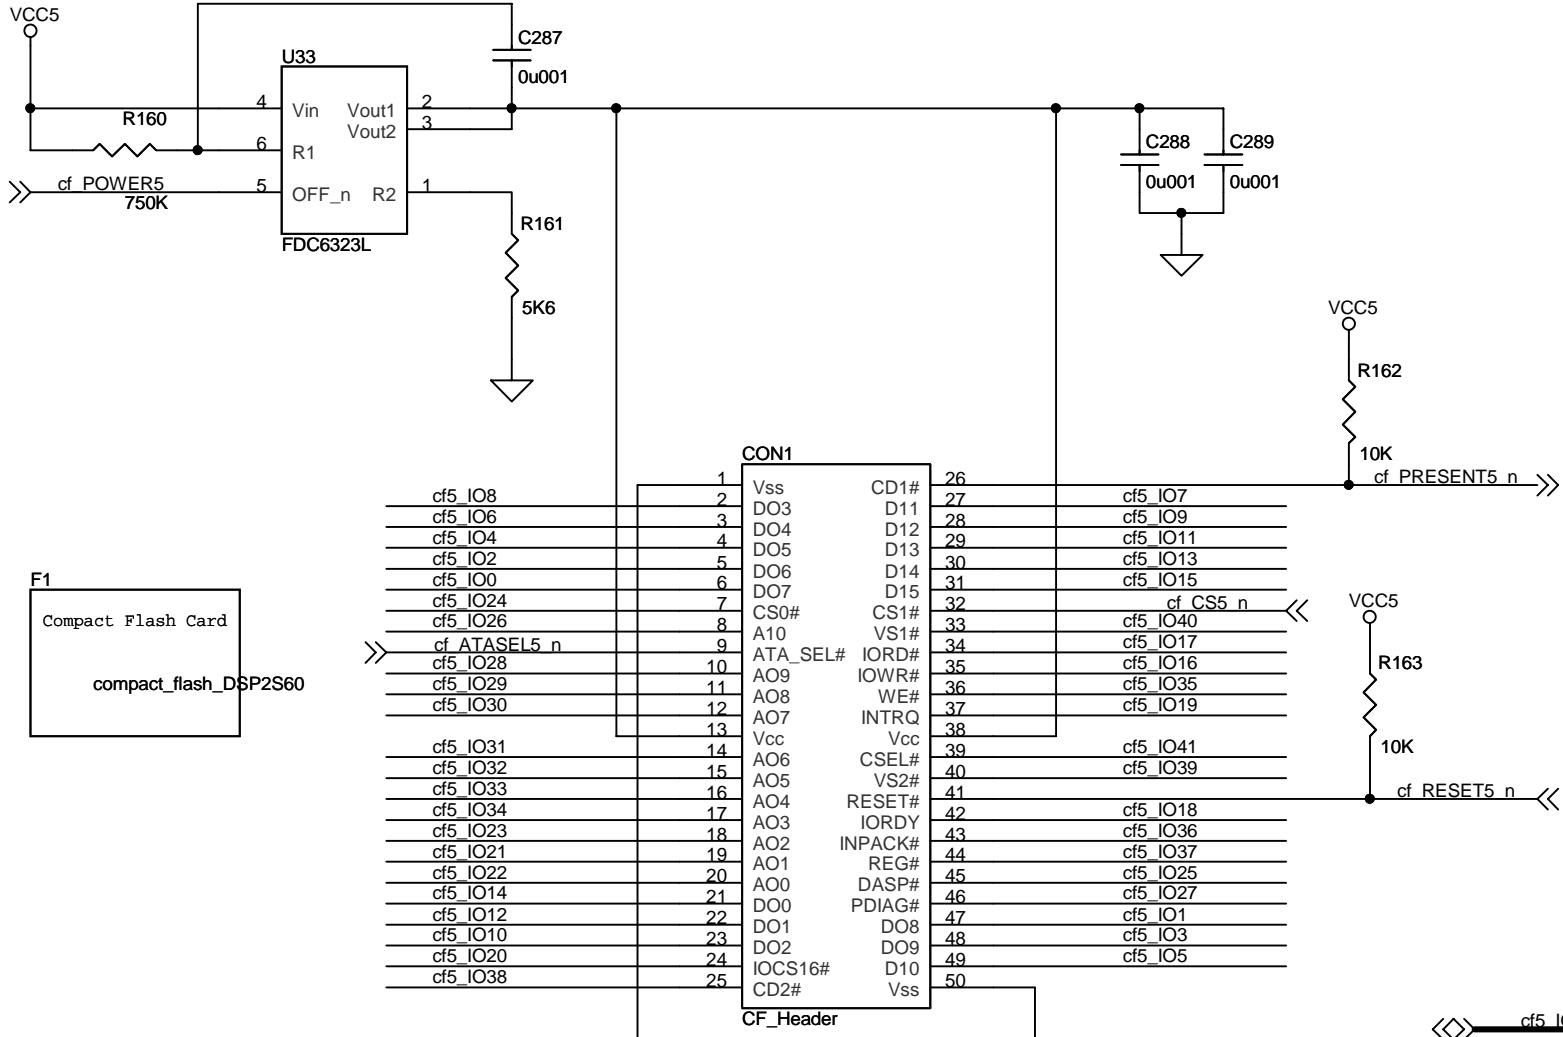 VCC5
U33
C287
0u001
R160
4 Vin Vout1 2
Vout2 3
6 R1
cf_POWER5 5 OFF_n R2 1
750K
FDC6323L
R161
5K6
C288
0u001
C289
0u001
VCC5
R162
10K
cf_PRESENT5_n
VCC5
R163
10K
cf_RESET5_n
F1
Compact Flash Card
compact_flash_DSP2S60
CON1
1 Vss CD1# 26
cf5_IO8 2 DO3 D11 27 cf5_IO7
cf5_IO6 3 DO4 D12 28 cf5_IO9
cf5_IO4 4 DO5 D13 29 cf5_IO11
cf5_IO2 5 DO6 D14 30 cf5_IO13
cf5_IO0 6 DO7 D15 31 cf5_IO15
cf5_IO24 7 CS0# CS1# 32 cf_CS5_n
cf5_IO26 8 A10 VS1# 33 cf5_IO40
cf_ATASEL5_n 9 ATA_SEL# IORD# 34 cf5_IO17
cf5_IO28 10 AO9 IOWR# 35 cf5_IO16
cf5_IO29 11 AO8 WE# 36 cf5_IO35
cf5_IO30 12 AO7 INTRQ 37 cf5_IO19
13 Vcc Vcc 38
cf5_IO31 14 AO6 CSEL# 39 cf5_IO41
cf5_IO32 15 AO5 VS2# 40 cf5_IO39
cf5_IO33 16 AO4 RESET# 41
cf5_IO34 17 AO3 IORDY 42 cf5_IO18
cf5_IO23 18 AO2 INPACK# 43 cf5_IO36
cf5_IO21 19 AO1 REG# 44 cf5_IO37
cf5_IO22 20 AO0 DASP# 45 cf5_IO25
cf5_IO14 21 DO0 PDIAG# 46 cf5_IO27
cf5_IO12 22 DO1 DO8 47 cf5_IO1
cf5_IO10 23 DO2 DO9 48 cf5_IO3
cf5_IO20 24 IOCS16# D10 49 cf5_IO5
cf5_IO38 25 CD2# Vss 50
CF_Header